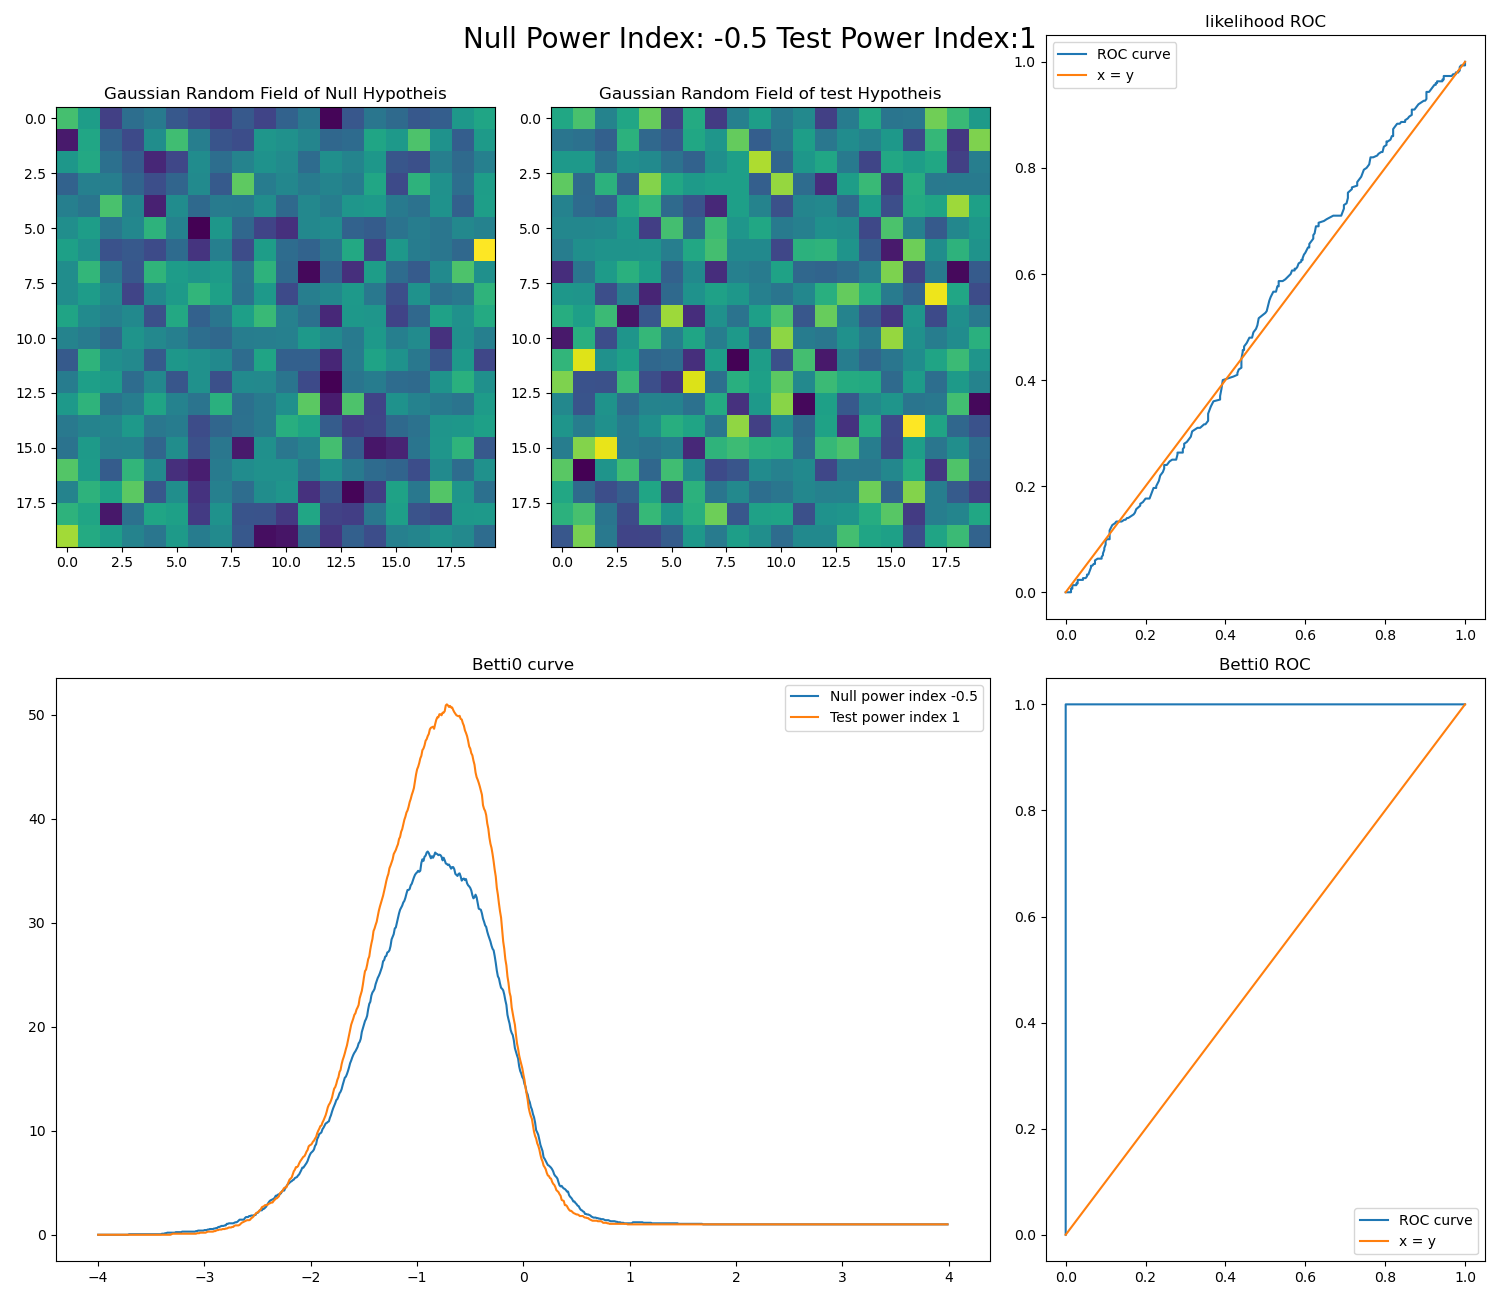 Null Power Index: -0.5 Test Power Index:1
Gaussian Random Field of Null Hypotheis
0.0
2.5
5.0
7.5
10.0
12.5
15.0
17.5
0.0 2.5 5.0 7.5 10.0 12.5 15.0 17.5
Gaussian Random Field of test Hypotheis
0.0
2.5
5.0
7.5
10.0
12.5
15.0
17.5
0.0 2.5 5.0 7.5 10.0 12.5 15.0 17.5
likelihood ROC
ROC curve
x = y
1.0
0.8
0.6
0.4
0.2
0.0
0.0 0.2 0.4 0.6 0.8 1.0
Betti0 curve
Null power index -0.5
Test power index 1
50
40
30
20
10
0
−4 −3 −2 −1 0 1 2 3 4
Betti0 ROC
1.0
0.8
0.6
0.4
0.2
0.0
ROC curve
x = y
0.0 0.2 0.4 0.6 0.8 1.0